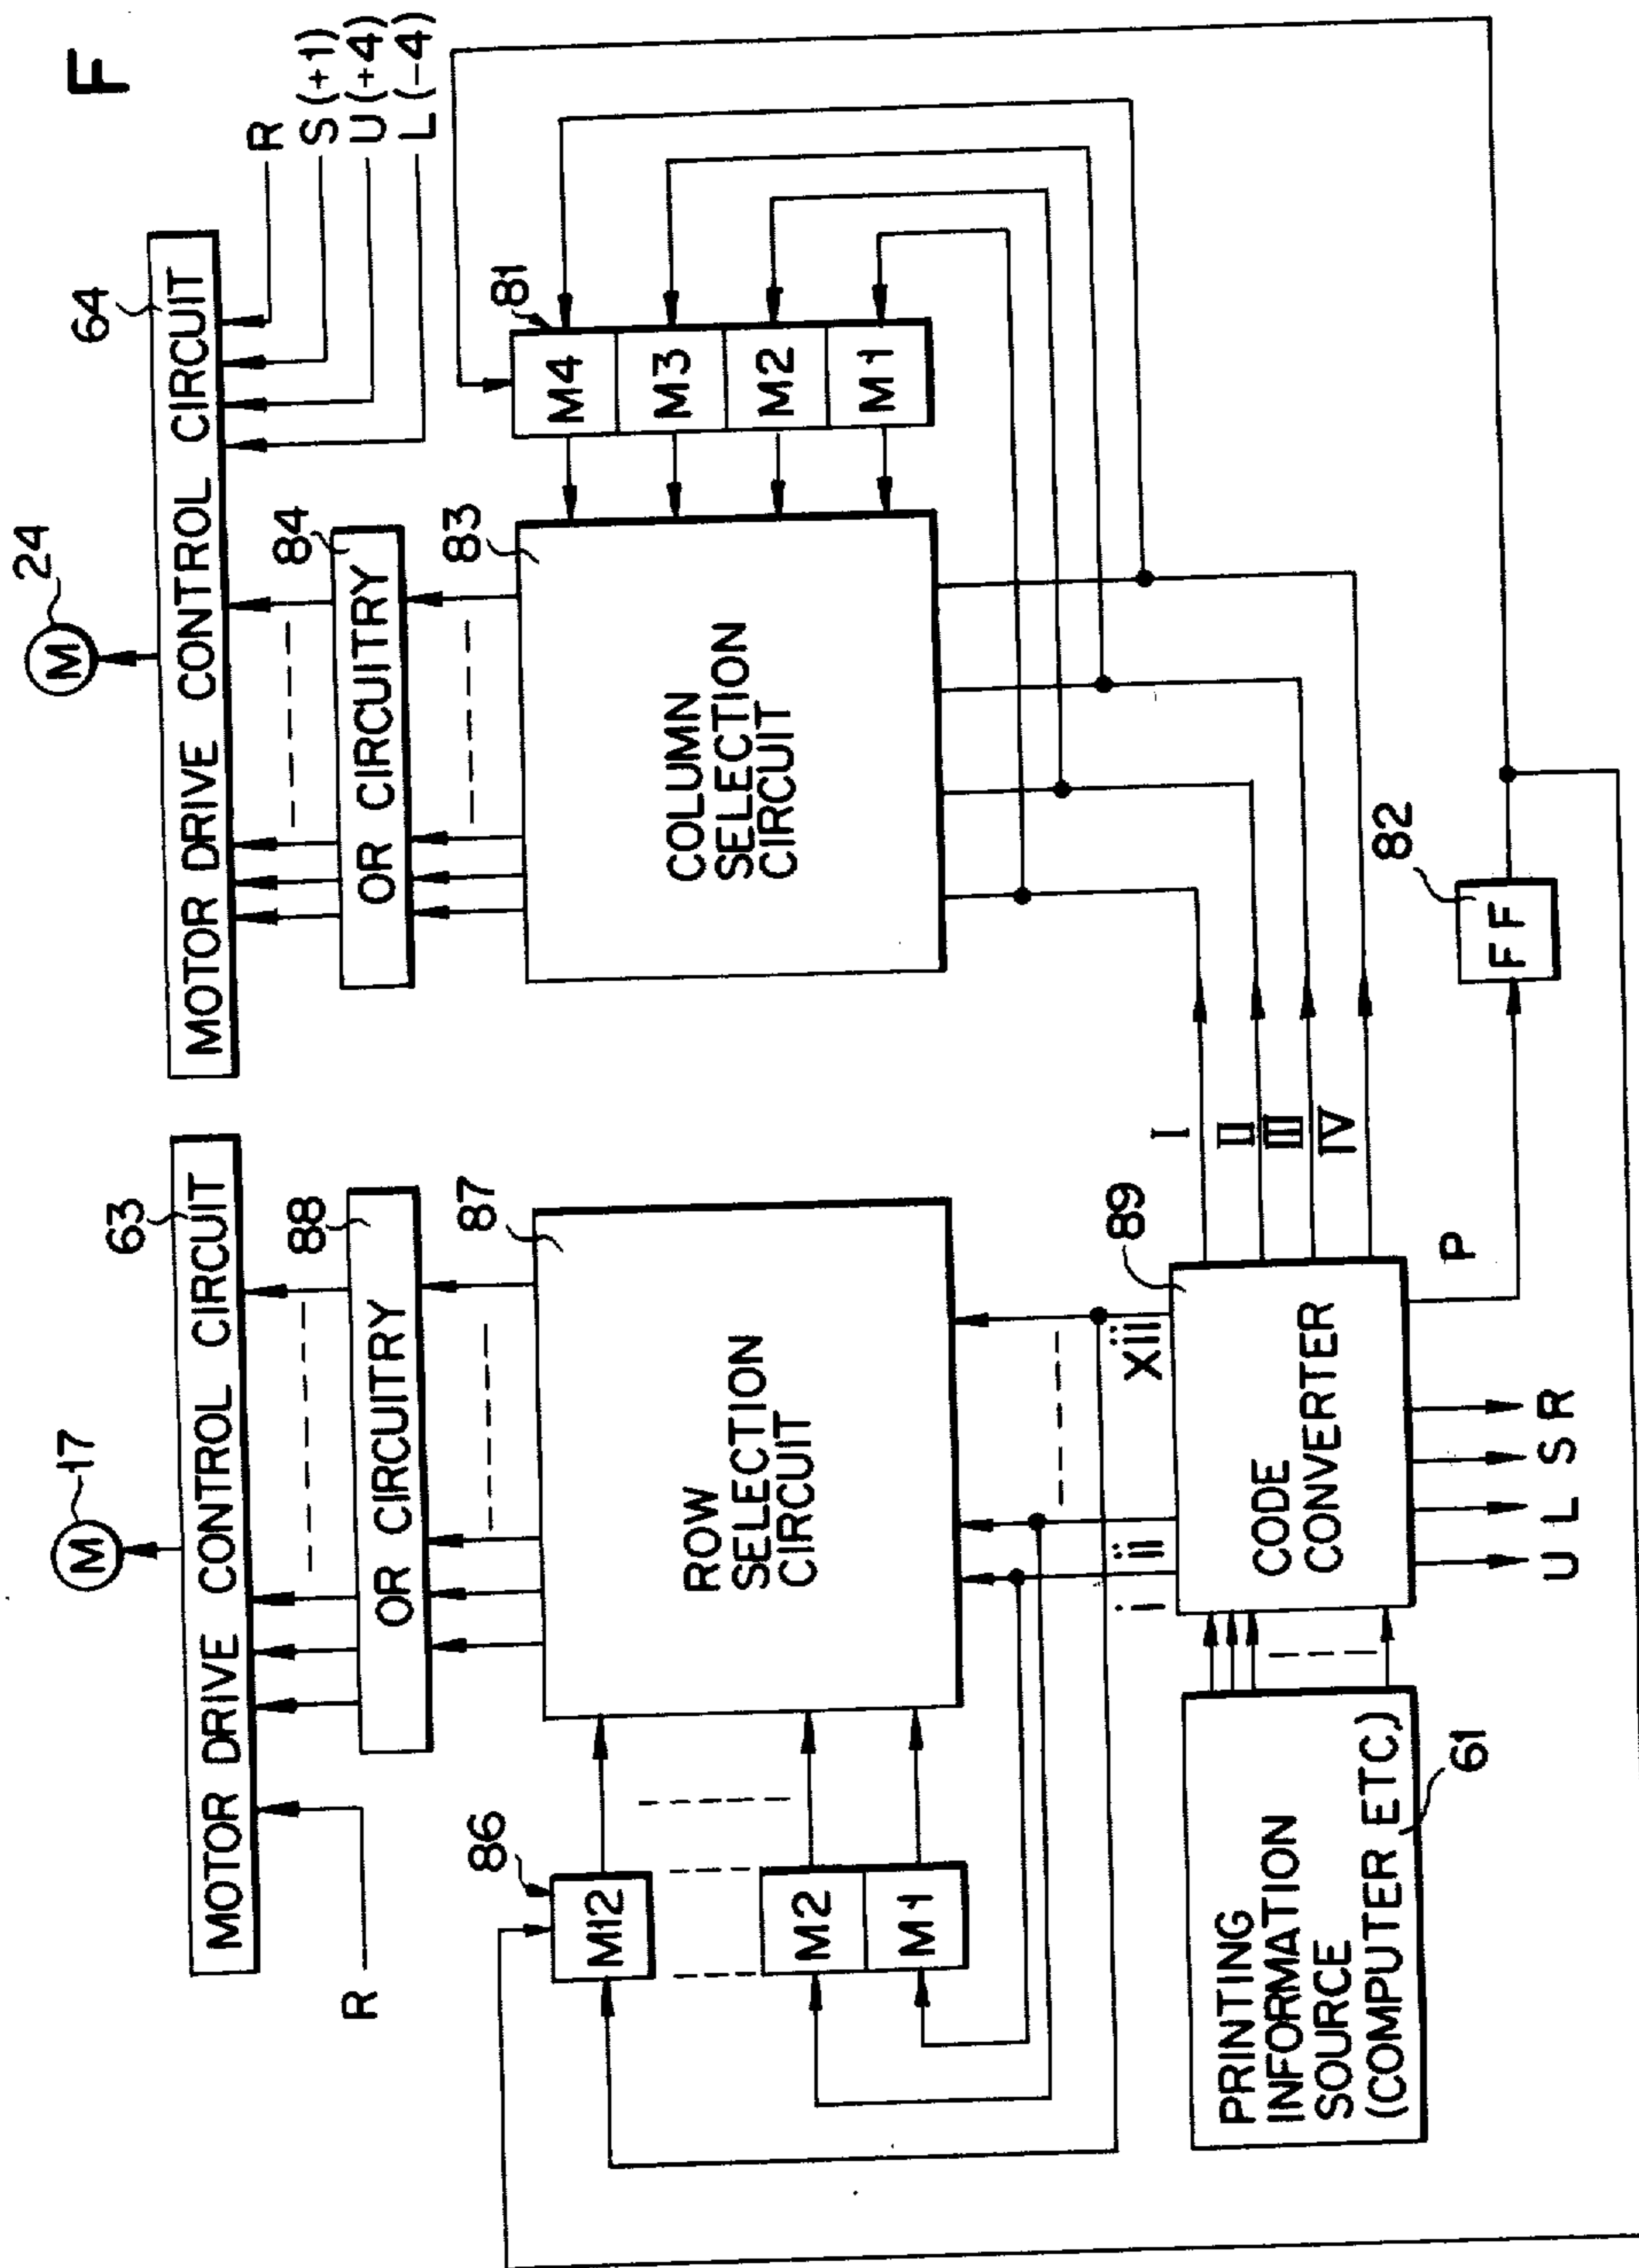 F
M 17
M 24
63
MOTOR DRIVE CONTROL CIRCUIT
64
MOTOR DRIVE CONTROL CIRCUIT
R
R
S (+1)
U (+4)
L (-4)
88
OR CIRCUITRY
84
OR CIRCUITRY
86
M12
M2
M1
87
ROW
SELECTION
CIRCUIT
83
COLUMN
SELECTION
CIRCUIT
81
M4
M3
M2
M1
i ii xii
89
CODE
CONVERTER
I
II
III
IV
PRINTING
INFORMATION
SOURCE
(COMPUTER ETC)
61
U L S R
P
82
FF